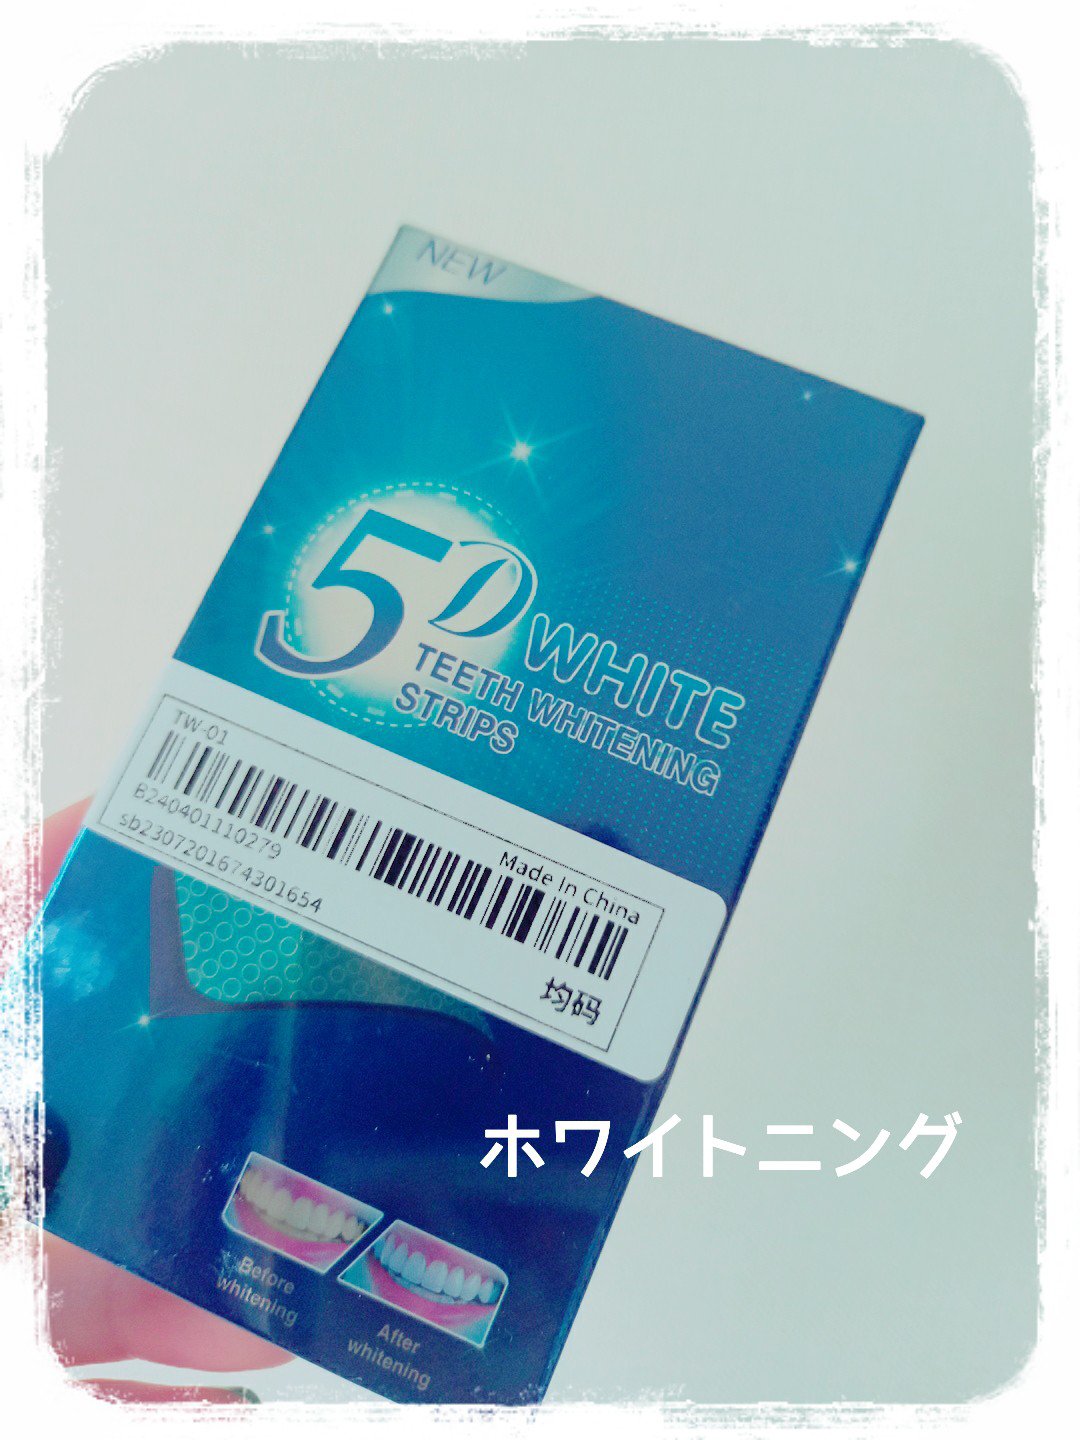 NEW
5D WHITE
TEETH WHITENING
STRIPS
TW-01
B240401110279
sb2307201674301654
Made In China
均码
ホワイトニング
Before
whitening
After
whitening